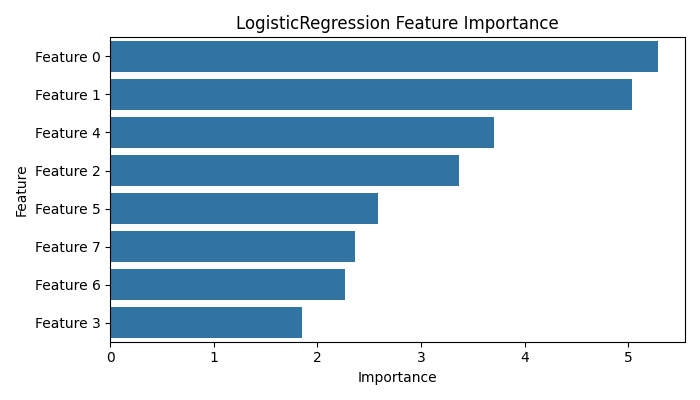 LogisticRegression Feature Importance
Feature
Feature 0
Feature 1
Feature 4
Feature 2
Feature 5
Feature 7
Feature 6
Feature 3
0 1 2 3 4 5
Importance